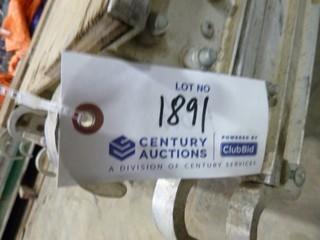 LOT NO
1891
CENTURY AUCTIONS
POWERED BY
ClubBid
A DIVISION OF CENTURY SERVICES